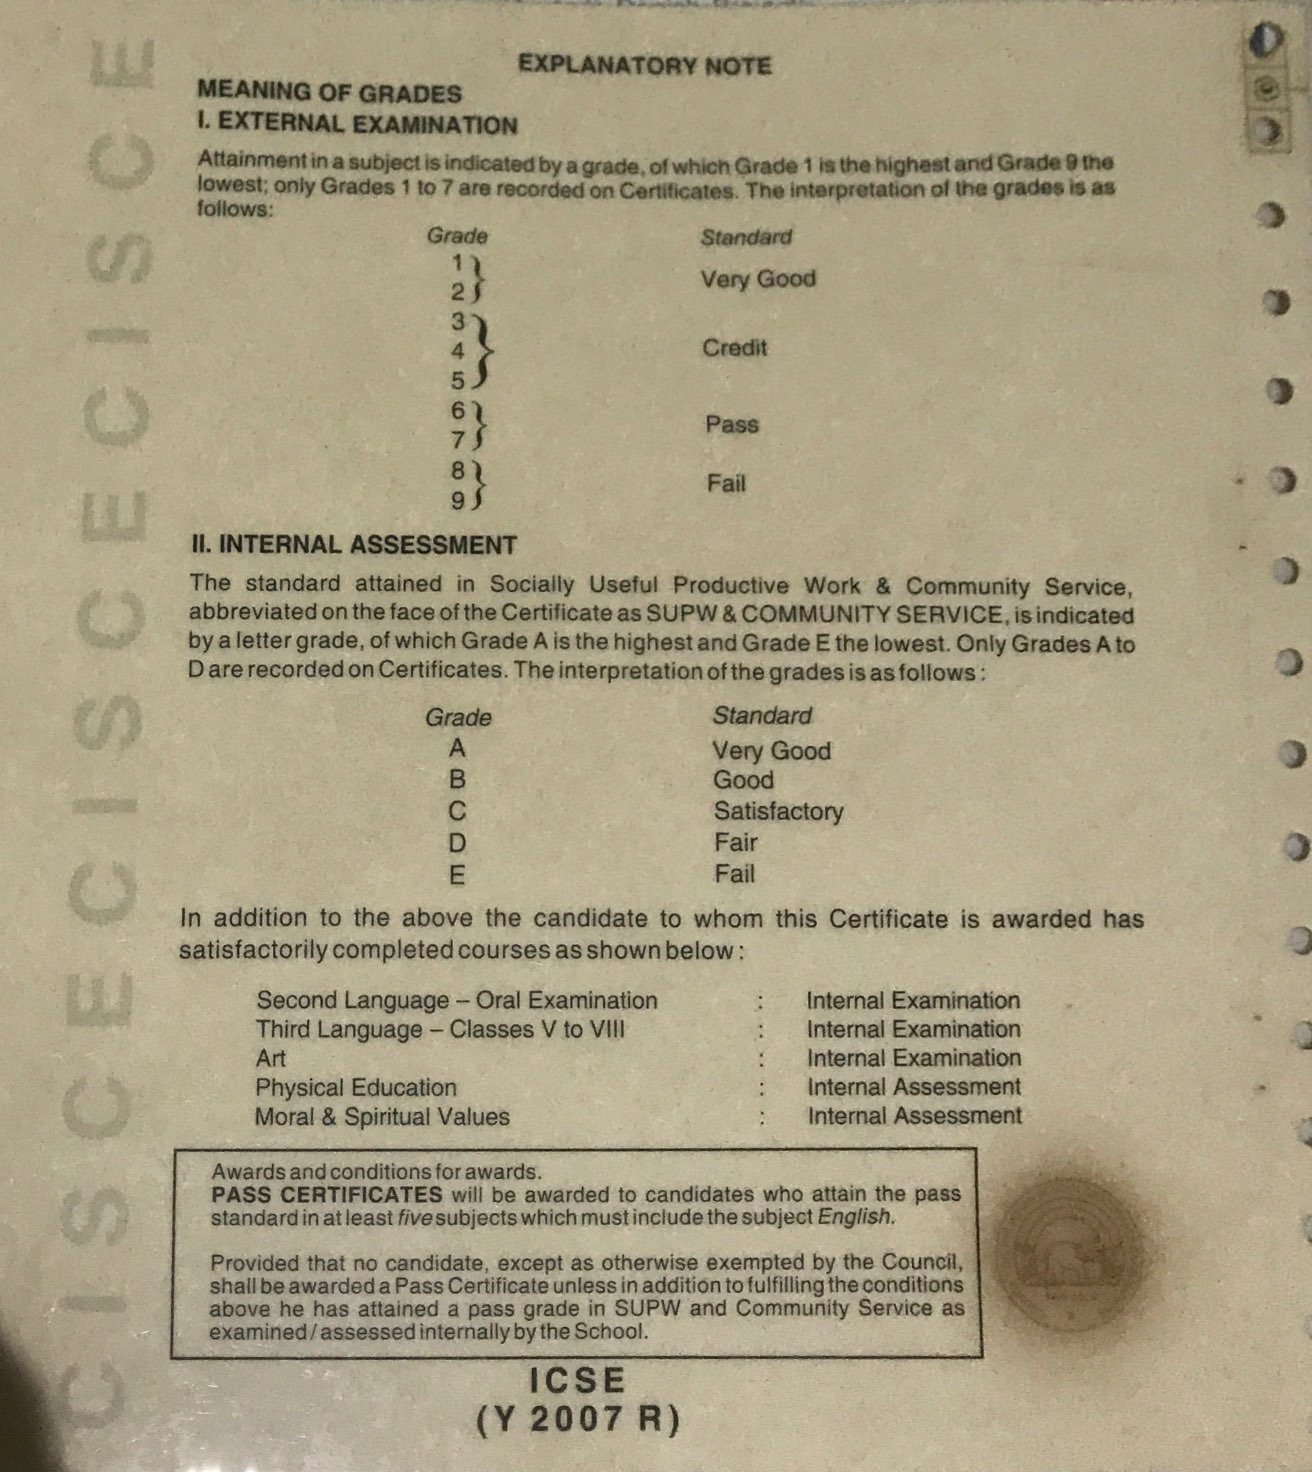 EXPLANATORY NOTE
MEANING OF GRADES
I. EXTERNAL EXAMINATION
Attainment in a subject is indicated by a grade, of which Grade 1 is the highest and Grade 9 the
lowest; only Grades 1 to 7 are recorded on Certificates. The interpretation of the grades is as
follows:
Grade Standard
1
2
Very Good
3
4
5
Credit
6
7
Pass
8
9
Fail
II. INTERNAL ASSESSMENT
The standard attained in Socially Useful Productive Work & Community Service,
abbreviated on the face of the Certificate as SUPW & COMMUNITY SERVICE, is indicated
by a letter grade, of which Grade A is the highest and Grade E the lowest. Only Grades A to
D are recorded on Certificates. The interpretation of the grades is as follows :
Grade Standard
A Very Good
B Good
C Satisfactory
D Fair
E Fail
In addition to the above the candidate to whom this Certificate is awarded has
satisfactorily completed courses as shown below :
Second Language – Oral Examination : Internal Examination
Third Language – Classes V to VIII : Internal Examination
Art : Internal Examination
Physical Education : Internal Assessment
Moral & Spiritual Values : Internal Assessment
Awards and conditions for awards.
PASS CERTIFICATES will be awarded to candidates who attain the pass
standard in at least five subjects which must include the subject English.
Provided that no candidate, except as otherwise exempted by the Council,
shall be awarded a Pass Certificate unless in addition to fulfilling the conditions
above he has attained a pass grade in SUPW and Community Service as
examined / assessed internally by the School.
ICSE
(Y 2007 R)
CISCECISCECISCE